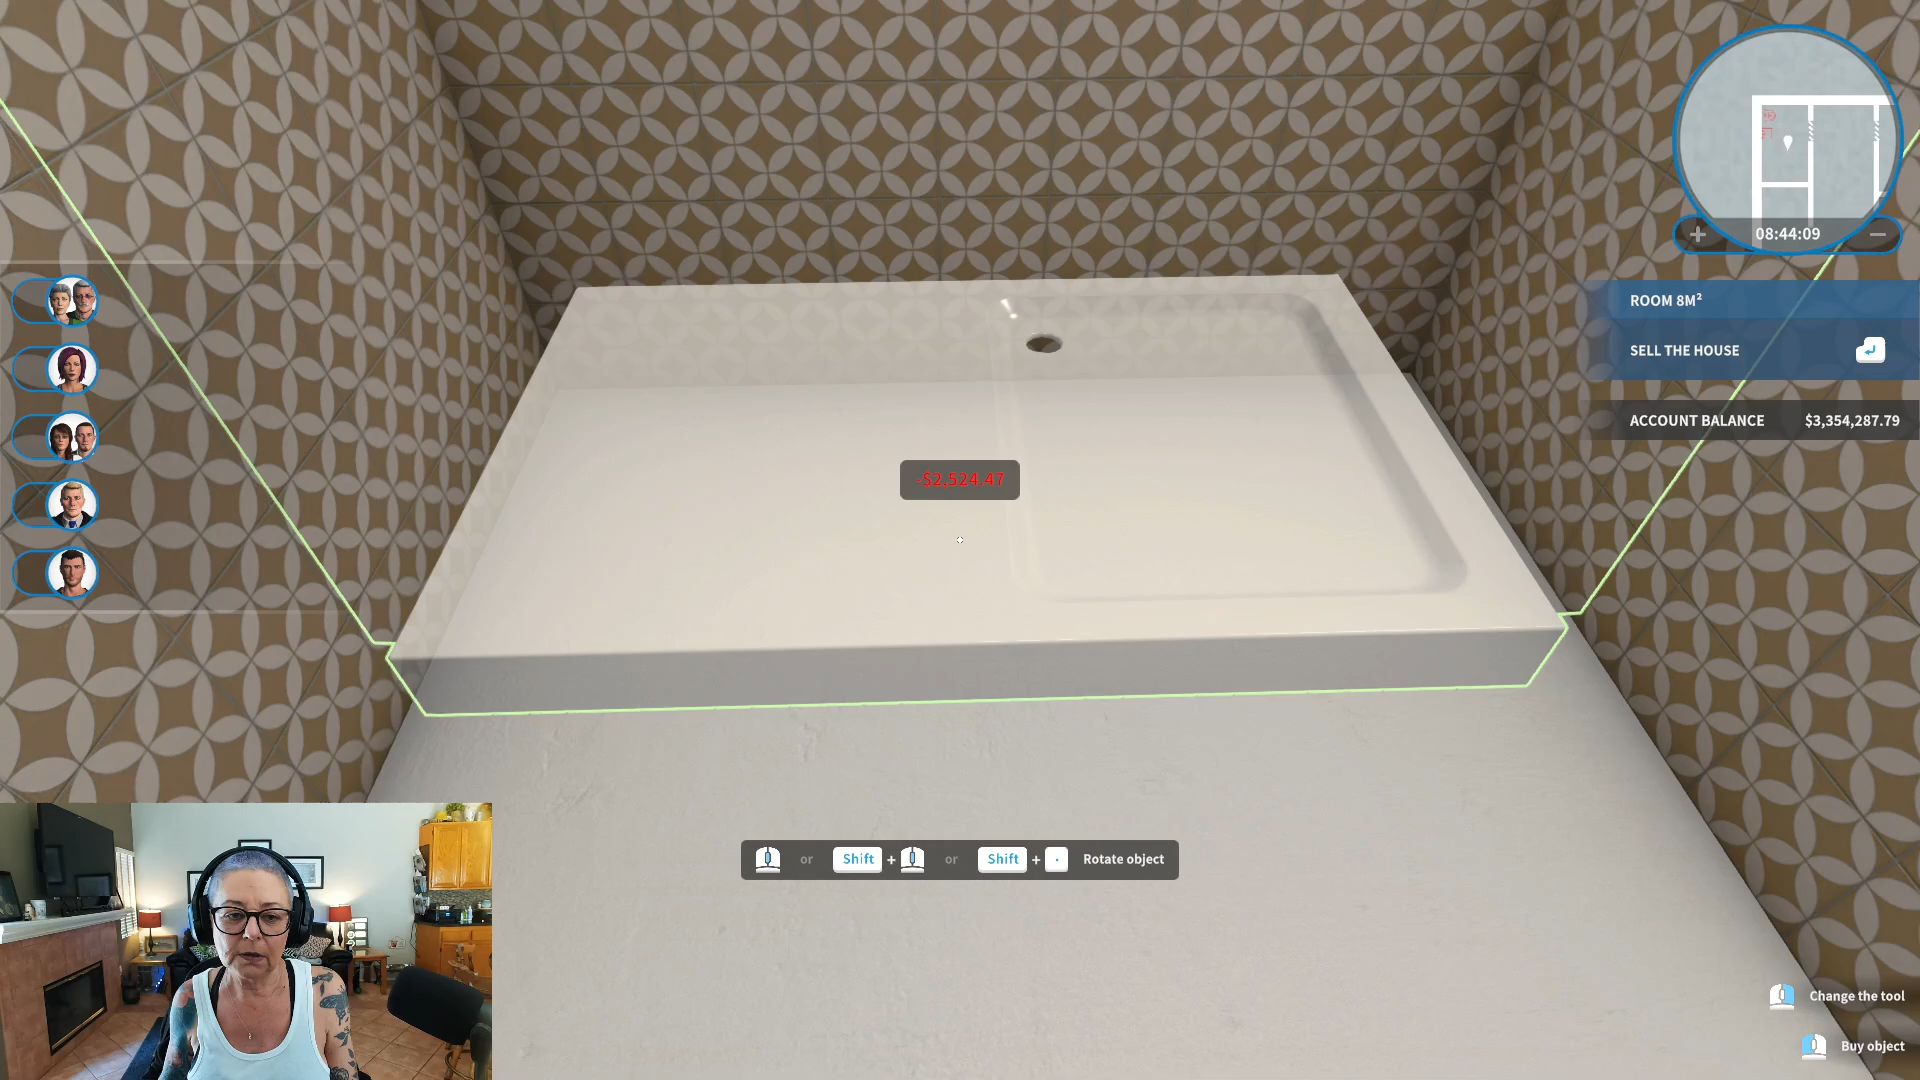 08:44:09
ROOM 8M²
SELL THE HOUSE
ACCOUNT BALANCE $3,354,287.79
-$2,524.47
or Shift + or Shift + . Rotate object
Change the tool
Buy object